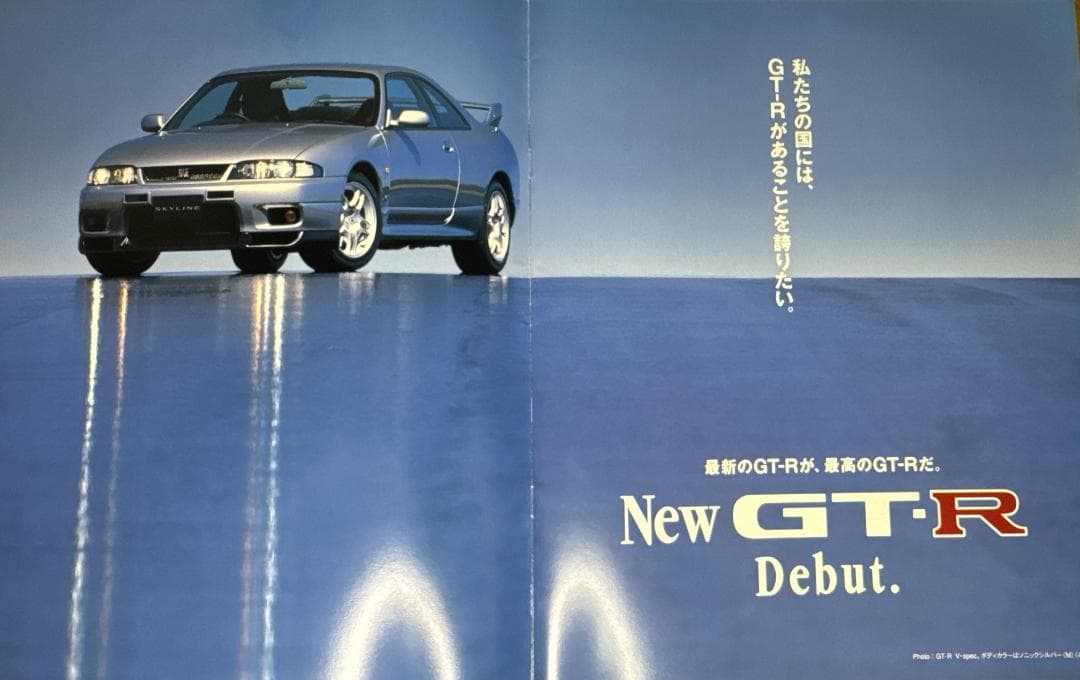 私たちの国には、
GT-Rがあることを誇りたい。
SKYLINE
最新のGT-Rが、最高のGT-Rだ。
New GT-R
Debut.
Photo：GT-R V-spec。ボディカラーはソニックシルバー(M)